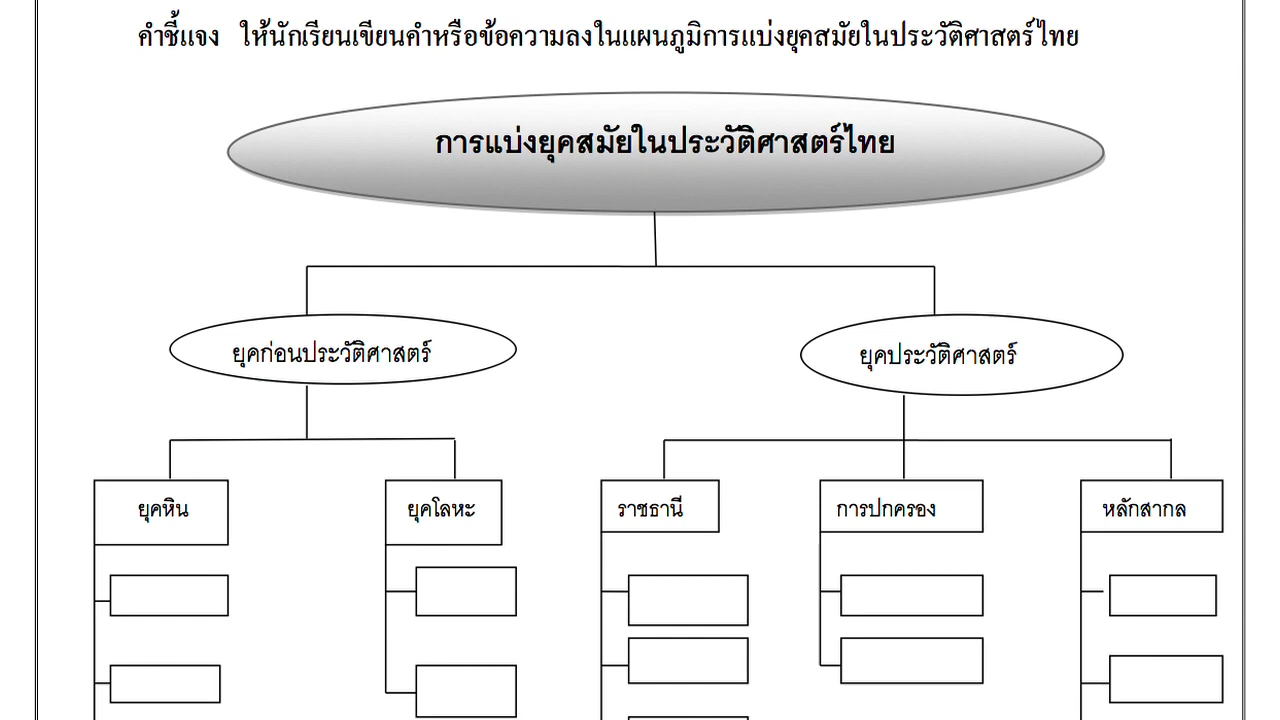 คำชี้แจง ให้นักเรียนเขียนคำหรือข้อความลงในแผนภูมิการแบ่งยุคสมัยในประวัติศาสตร์ไทย
การแบ่งยุคสมัยในประวัติศาสตร์ไทย
ยุคก่อนประวัติศาสตร์
ยุคประวัติศาสตร์
ยุคหิน
ยุคโลหะ
ราชธานี
การปกครอง
หลักสากล